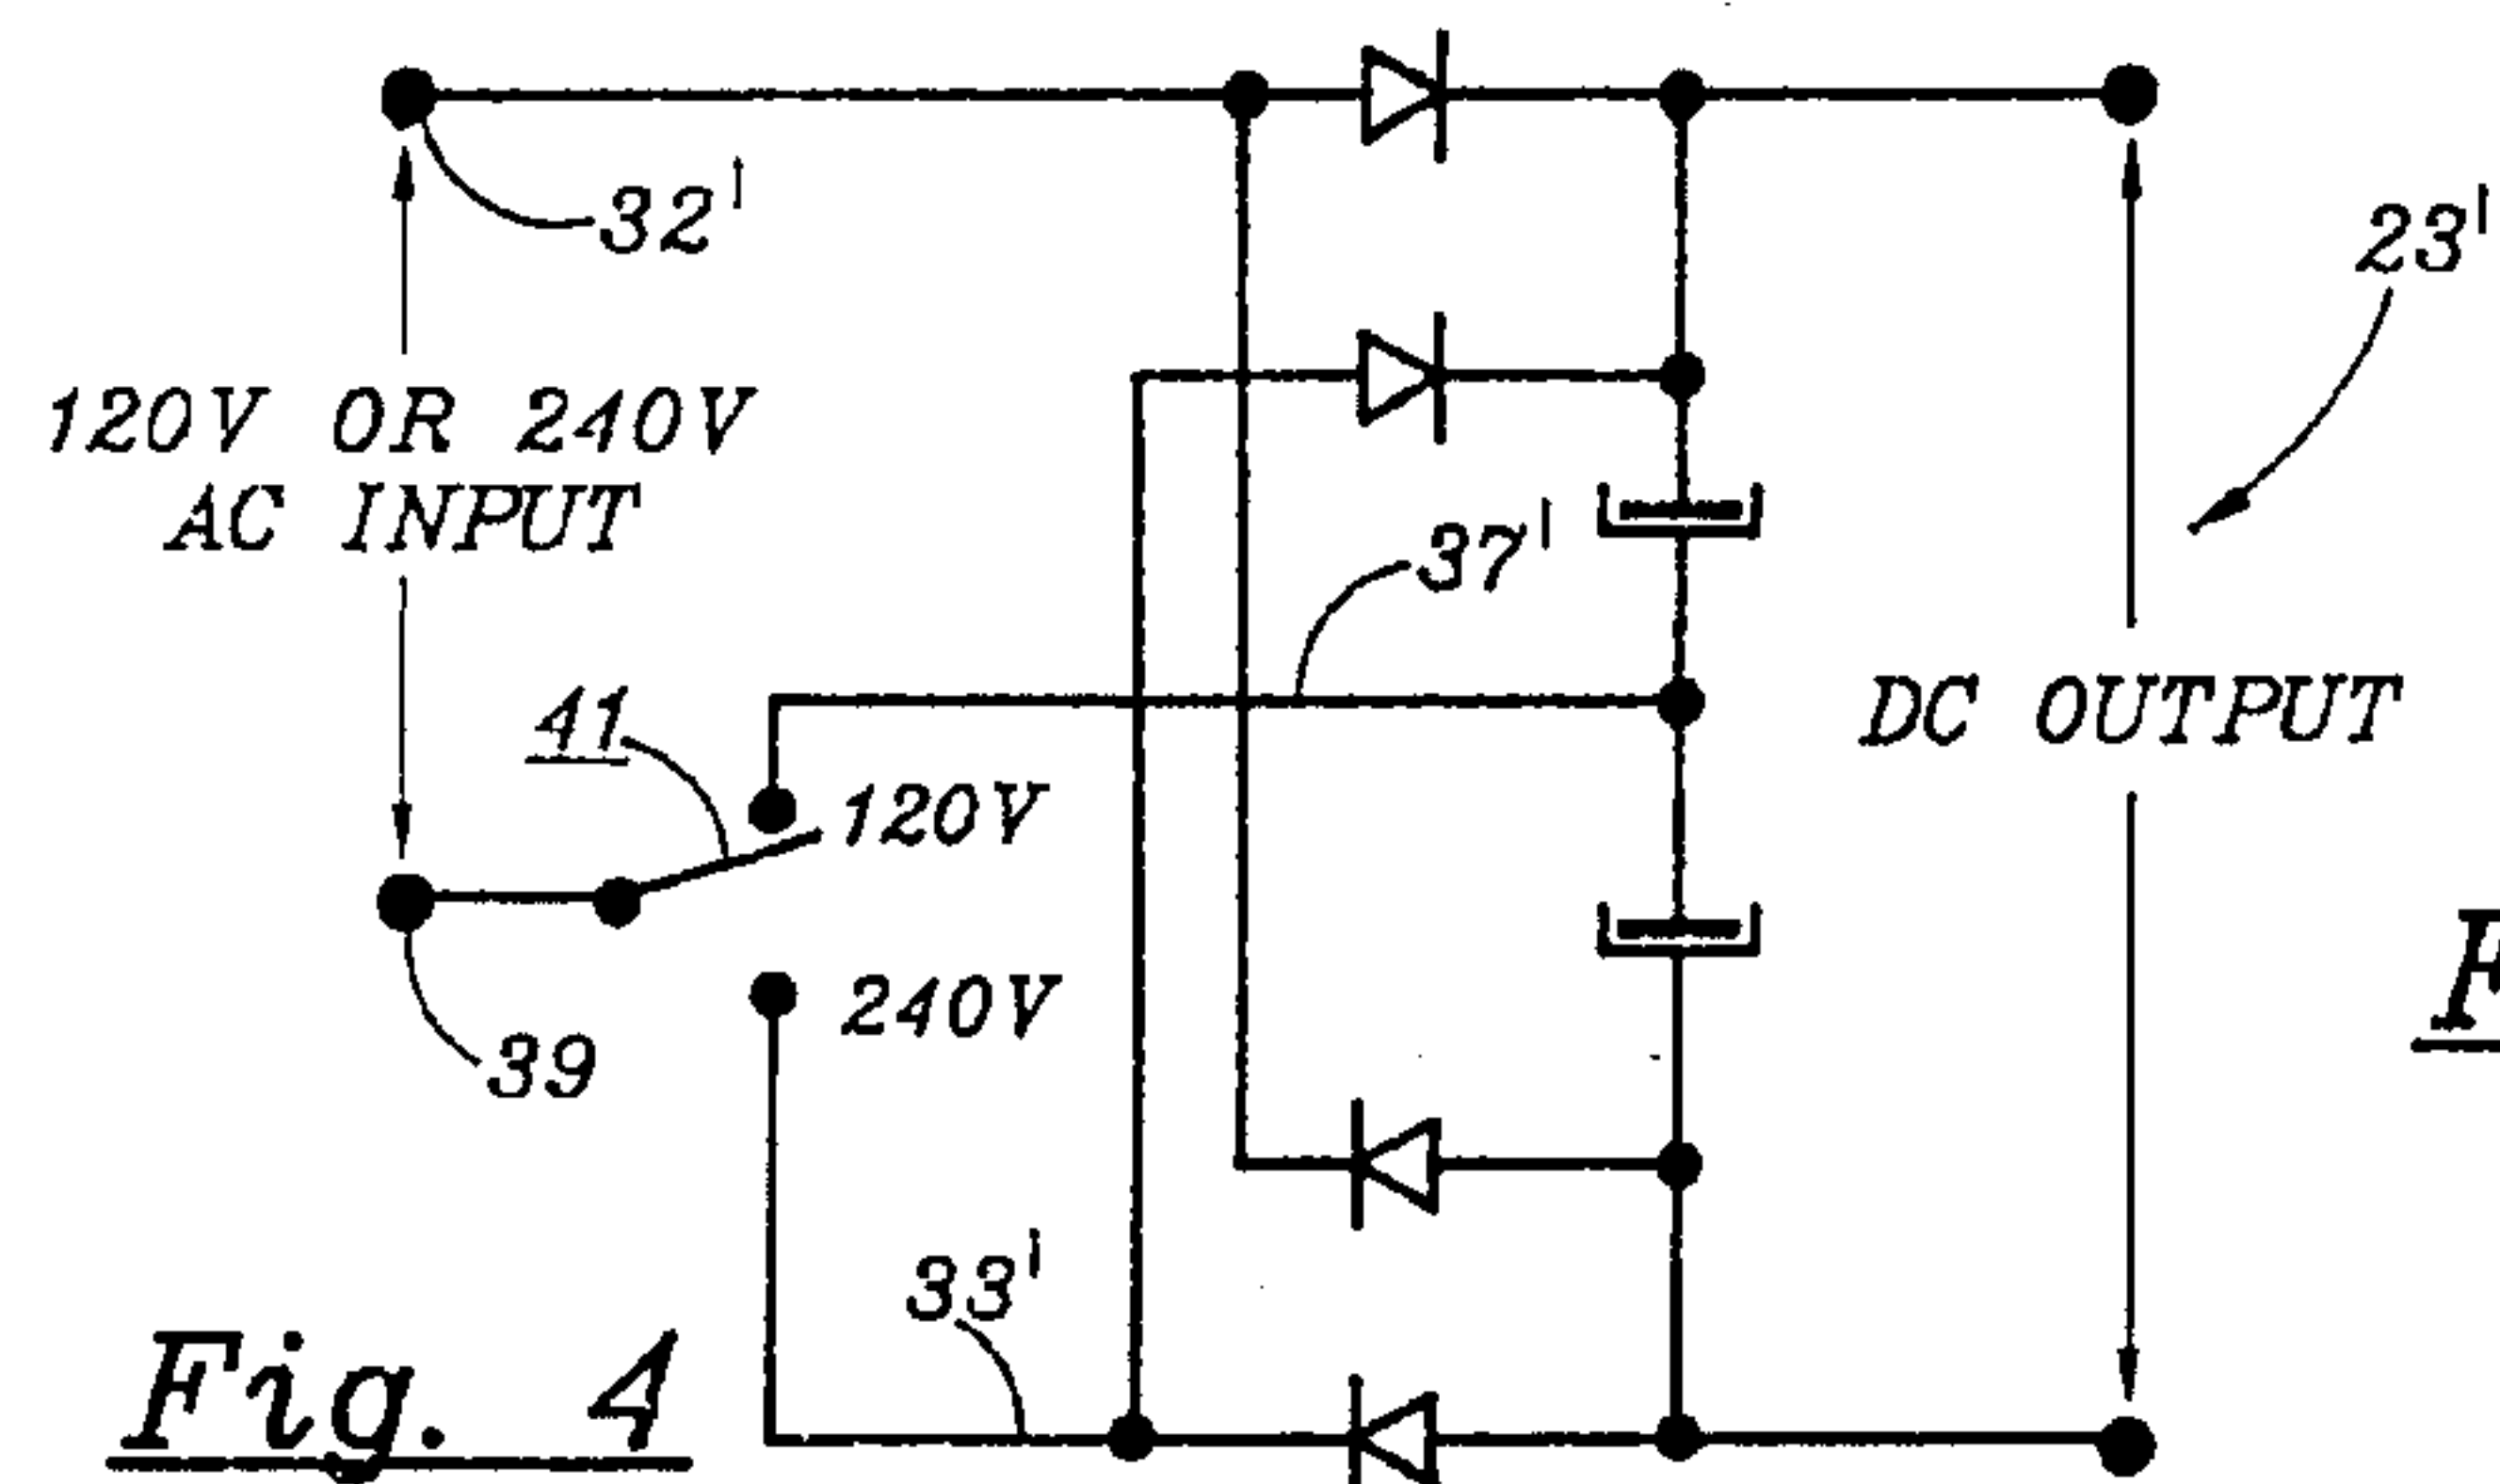 32'
23'
120V OR 240V
AC INPUT
37'
41
DC OUTPUT
120V
240V
39
33'
Fig. 4